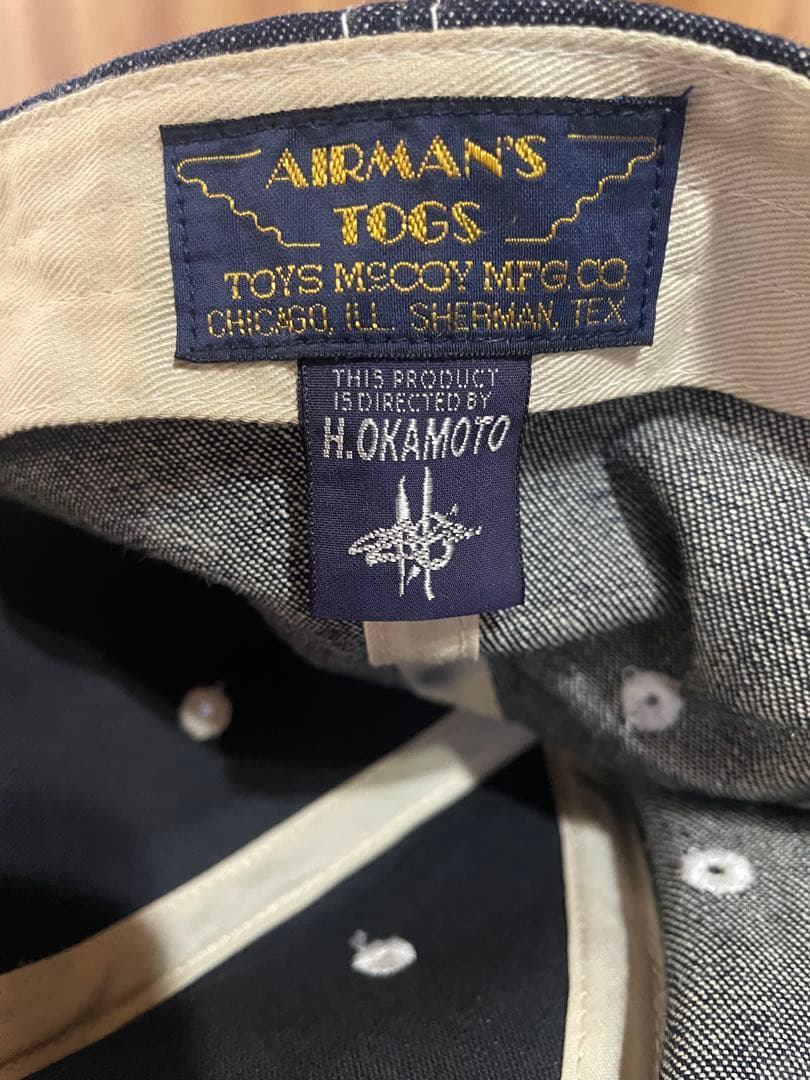 AIRMAN'S
TOGS
TOYS McCOY MFG. CO.
CHICAGO, ILL. SHERMAN, TEX
THIS PRODUCT
IS DIRECTED BY
H.OKAMOTO